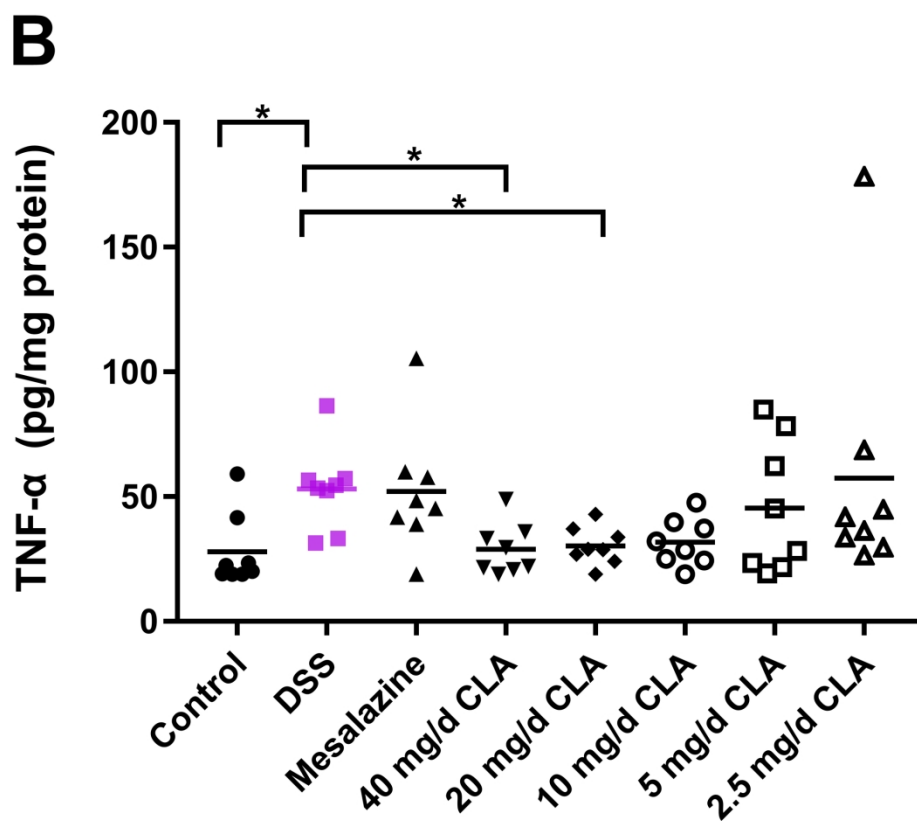 B
TNF-α (pg/mg protein)
200
150
100
50
0
*
*
*
Control
DSS
Mesalazine
40 mg/d CLA
20 mg/d CLA
10 mg/d CLA
5 mg/d CLA
2.5 mg/d CLA